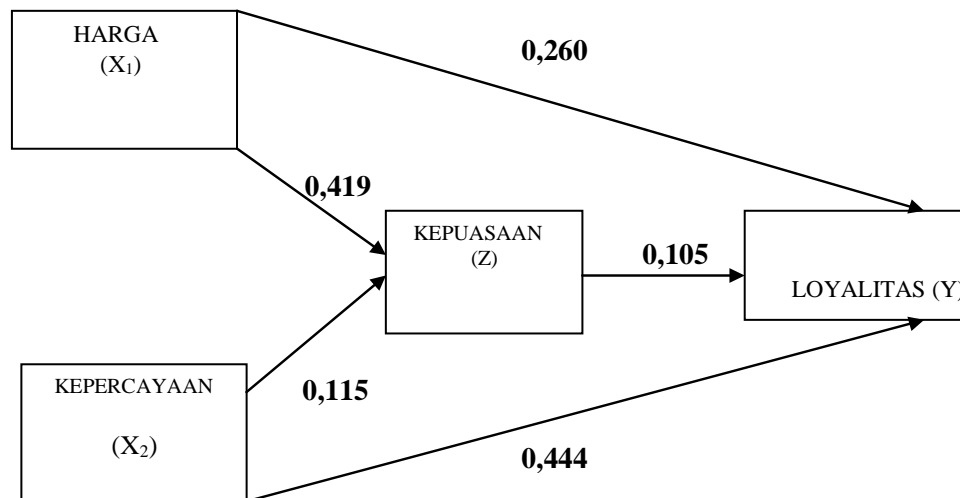 HARGA
(X₁)
0,260
0,419
KEPUASAAN
(Z)
0,105
LOYALITAS (Y)
KEPERCAYAAN
(X₂)
0,115
0,444